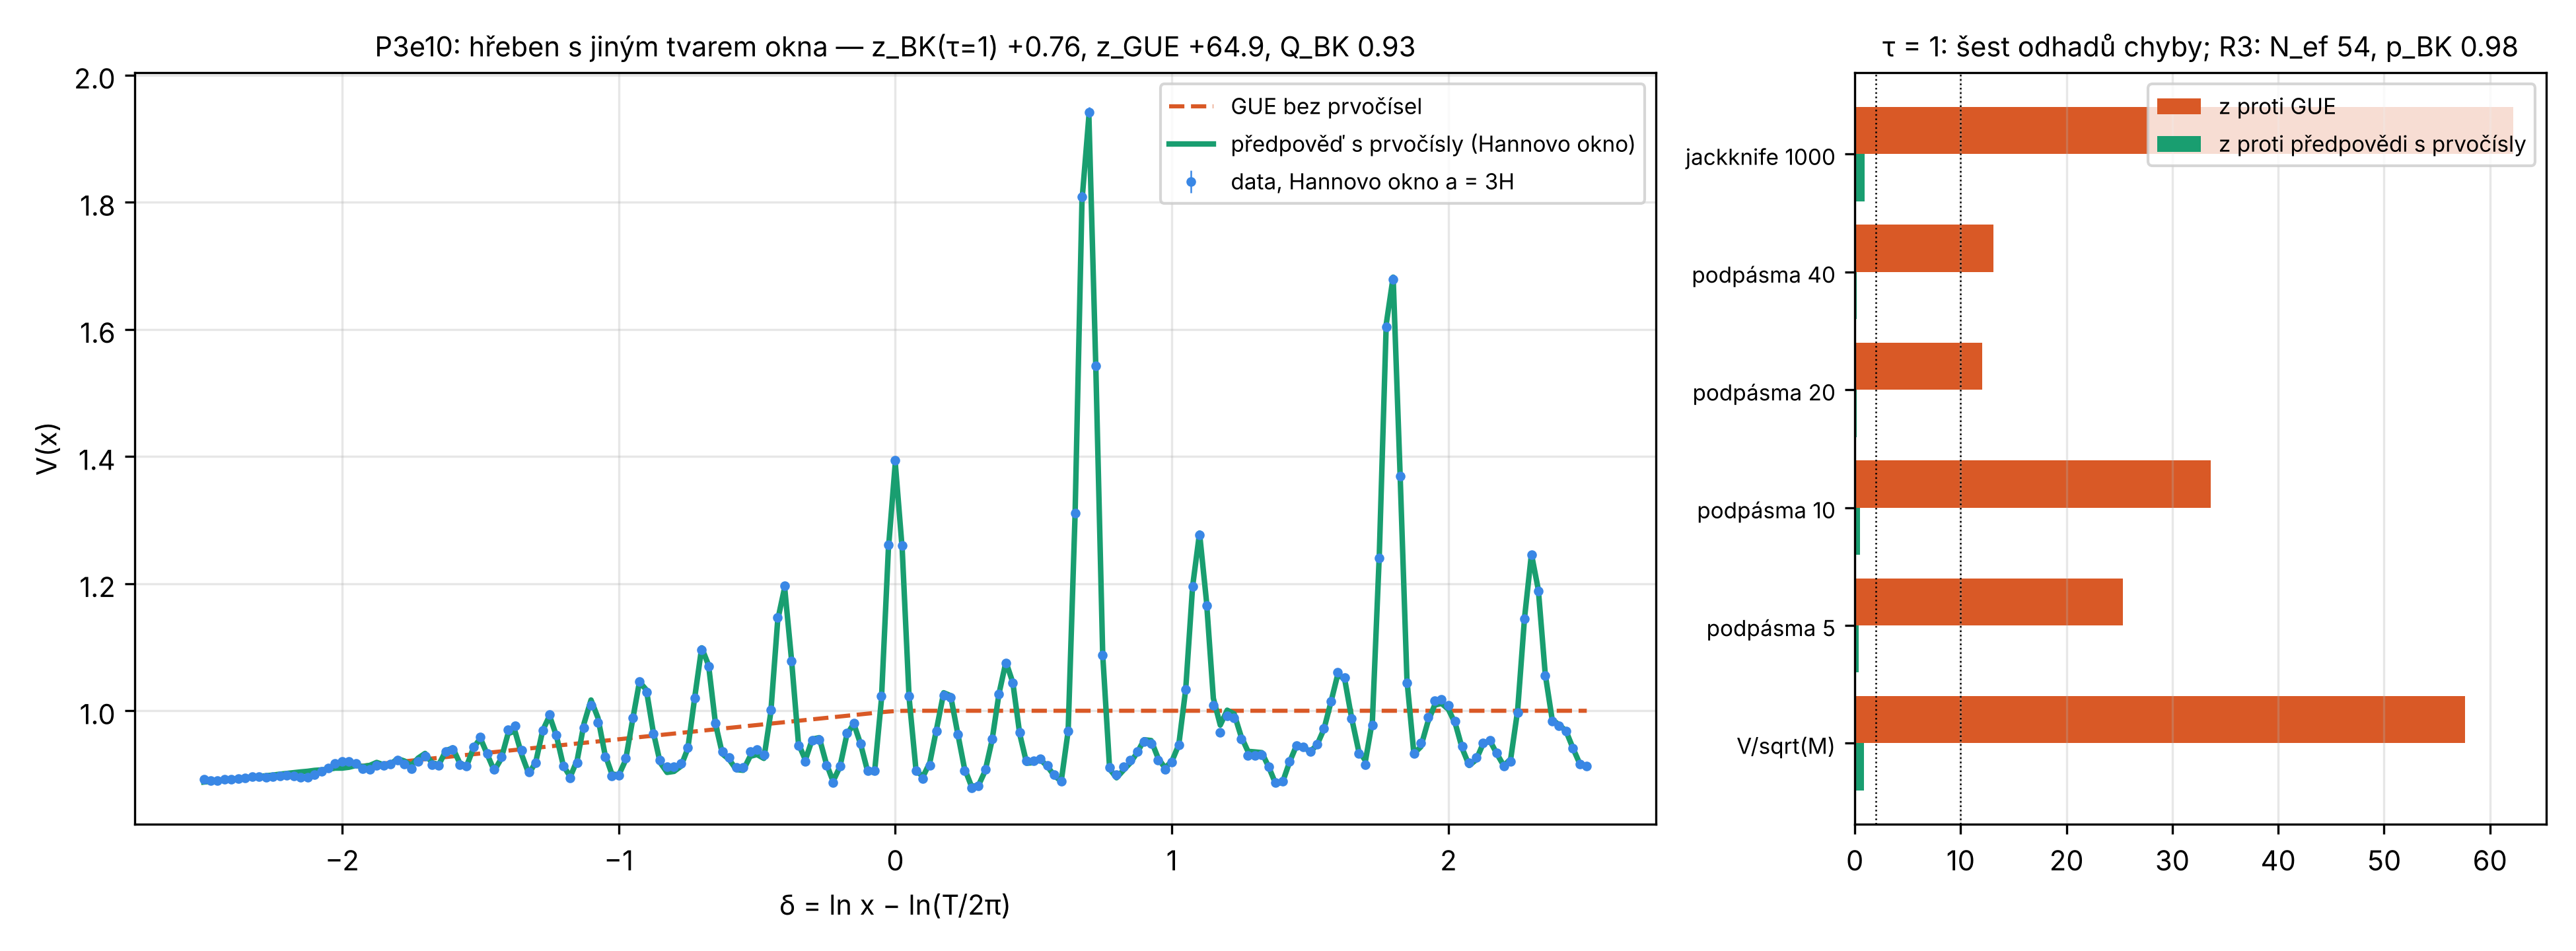 P3e10: hřeben s jiným tvarem okna — z_BK(τ=1) +0.76, z_GUE +64.9, Q_BK 0.93
V(x)
2.0
1.8
1.6
1.4
1.2
1.0
GUE bez prvočísel
předpověď s prvočísly (Hannovo okno)
data, Hannovo okno a = 3H
−2
−1
0
1
2
δ = ln x − ln(T/2π)
τ = 1: šest odhadů chyby; R3: N_ef 54, p_BK 0.98
z proti GUE
z proti předpovědi s prvočísly
jackknife 1000
podpásma 40
podpásma 20
podpásma 10
podpásma 5
V/sqrt(M)
0
10
20
30
40
50
60